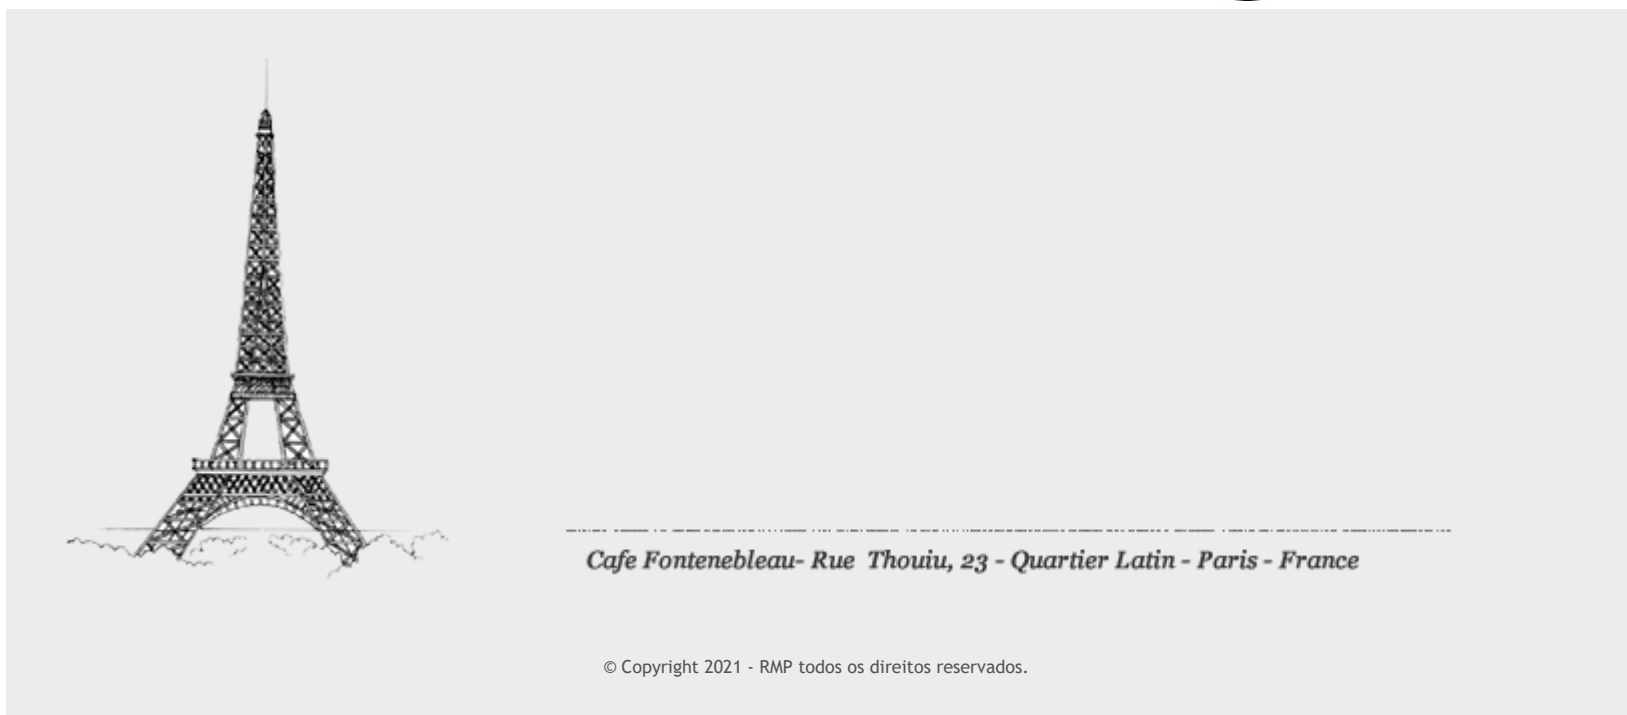 Cafe Fontenebleau- Rue Thouiu, 23 - Quartier Latin - Paris - France
© Copyright 2021 - RMP todos os direitos reservados.